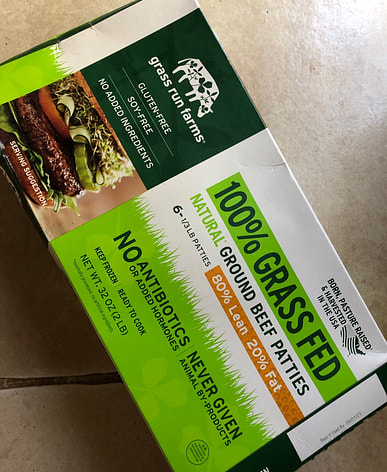 grass run farms®
GLUTEN-FREE
SOY-FREE
NO ADDED INGREDIENTS
SERVING SUGGESTION
100% GRASS FED
NATURAL* GROUND BEEF PATTIES
6-1/3 LB PATTIES
80% Lean 20% Fat
BORN, PASTURE RAISED
& HARVESTED
IN THE USA
NO ANTIBIOTICS
OR ADDED HORMONES
NEVER GIVEN
ANIMAL BY-PRODUCTS
KEEP FROZEN READY TO COOK
NET WT. 32 OZ (2 LB)